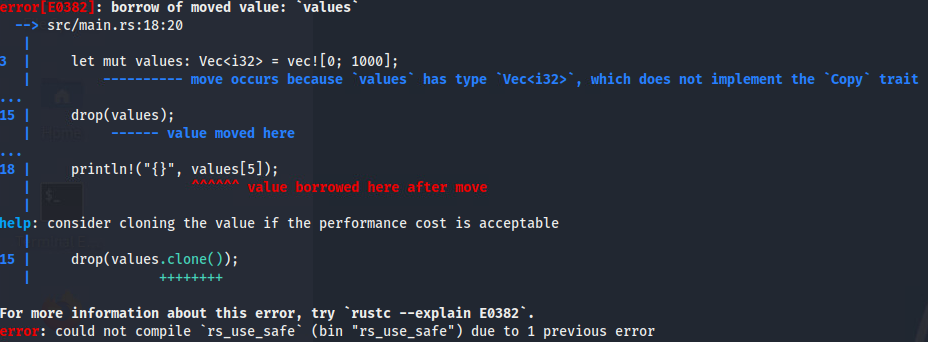 error[E0382]: borrow of moved value: `values`
  --> src/main.rs:18:20
   |
3  |     let mut values: Vec<i32> = vec![0; 1000];
   |         ---------- move occurs because `values` has type `Vec<i32>`, which does not implement the `Copy` trait
...
15 |     drop(values);
   |          ------ value moved here
...
18 |     println!("{}", values[5]);
   |                    ^^^^^^ value borrowed here after move
   |
help: consider cloning the value if the performance cost is acceptable
   |
15 |     drop(values.clone());
   |                ++++++++

For more information about this error, try `rustc --explain E0382`.
error: could not compile `rs_use_safe` (bin "rs_use_safe") due to 1 previous error